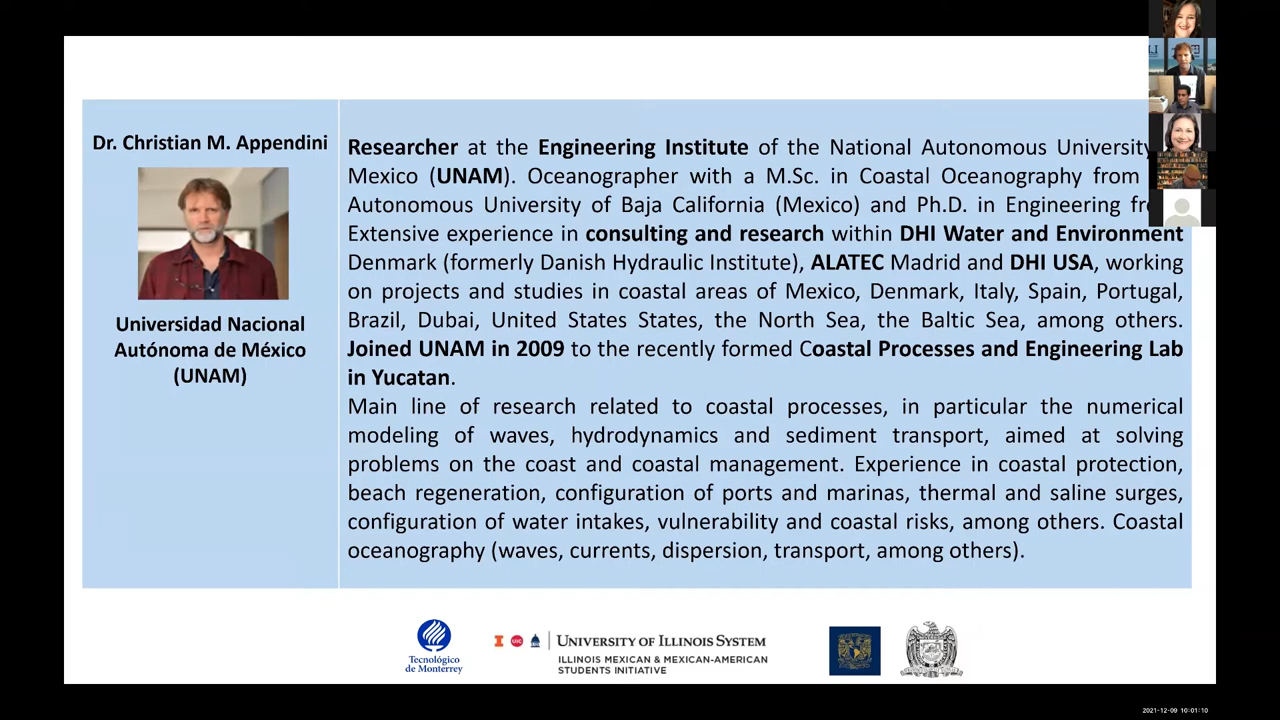 Dr. Christian M. Appendini
Universidad Nacional
Autónoma de México
(UNAM)
Researcher at the Engineering Institute of the National Autonomous University
Mexico (UNAM). Oceanographer with a M.Sc. in Coastal Oceanography from
Autonomous University of Baja California (Mexico) and Ph.D. in Engineering
Extensive experience in consulting and research within DHI Water and Environment
Denmark (formerly Danish Hydraulic Institute), ALATEC Madrid and DHI USA, working
on projects and studies in coastal areas of Mexico, Denmark, Italy, Spain, Portugal,
Brazil, Dubai, United States States, the North Sea, the Baltic Sea, among others.
Joined UNAM in 2009 to the recently formed Coastal Processes and Engineering Lab
in Yucatan.
Main line of research related to coastal processes, in particular the numerical
modeling of waves, hydrodynamics and sediment transport, aimed at solving
problems on the coast and coastal management. Experience in coastal protection,
beach regeneration, configuration of ports and marinas, thermal and saline surges,
configuration of water intakes, vulnerability and coastal risks, among others. Coastal
oceanography (waves, currents, dispersion, transport, among others).
Tecnológico
de Monterrey
I UIC
UNIVERSITY OF ILLINOIS SYSTEM
ILLINOIS MEXICAN & MEXICAN-AMERICAN
STUDENTS INITIATIVE
2021-12-09 10:01:10